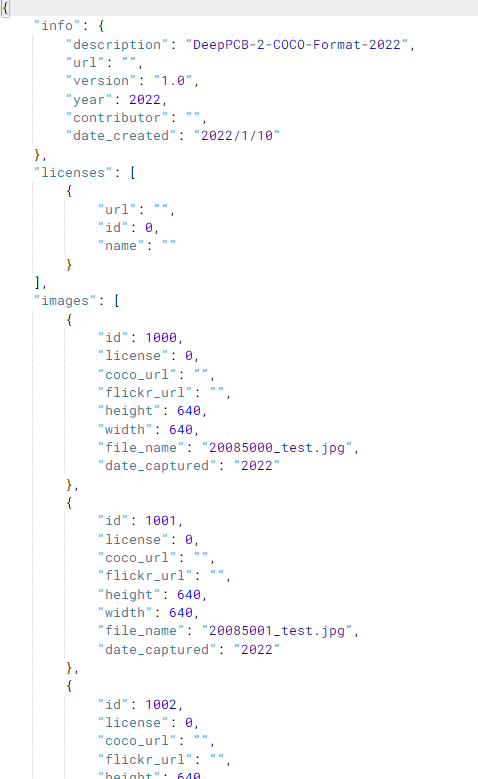 {
    "info": {
        "description": "DeepPCB-2-COCO-Format-2022",
        "url": "",
        "version": "1.0",
        "year": 2022,
        "contributor": "",
        "date_created": "2022/1/10"
    },
    "licenses": [
        {
            "url": "",
            "id": 0,
            "name": ""
        }
    ],
    "images": [
        {
            "id": 1000,
            "license": 0,
            "coco_url": "",
            "flickr_url": "",
            "height": 640,
            "width": 640,
            "file_name": "20085000_test.jpg",
            "date_captured": "2022"
        },
        {
            "id": 1001,
            "license": 0,
            "coco_url": "",
            "flickr_url": "",
            "height": 640,
            "width": 640,
            "file_name": "20085001_test.jpg",
            "date_captured": "2022"
        },
        {
            "id": 1002,
            "license": 0,
            "coco_url": "",
            "flickr_url": "",
            "height": 640